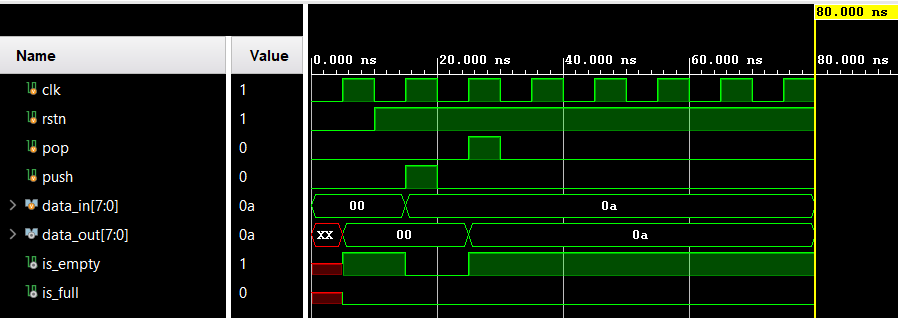 80.000 ns
Name Value
0.000 ns 20.000 ns 40.000 ns 60.000 ns 80.000 ns
clk 1
rstn 1
pop 0
push 0
data_in[7:0] 0a 00 0a
data_out[7:0] 0a XX 00 0a
is_empty 1
is_full 0